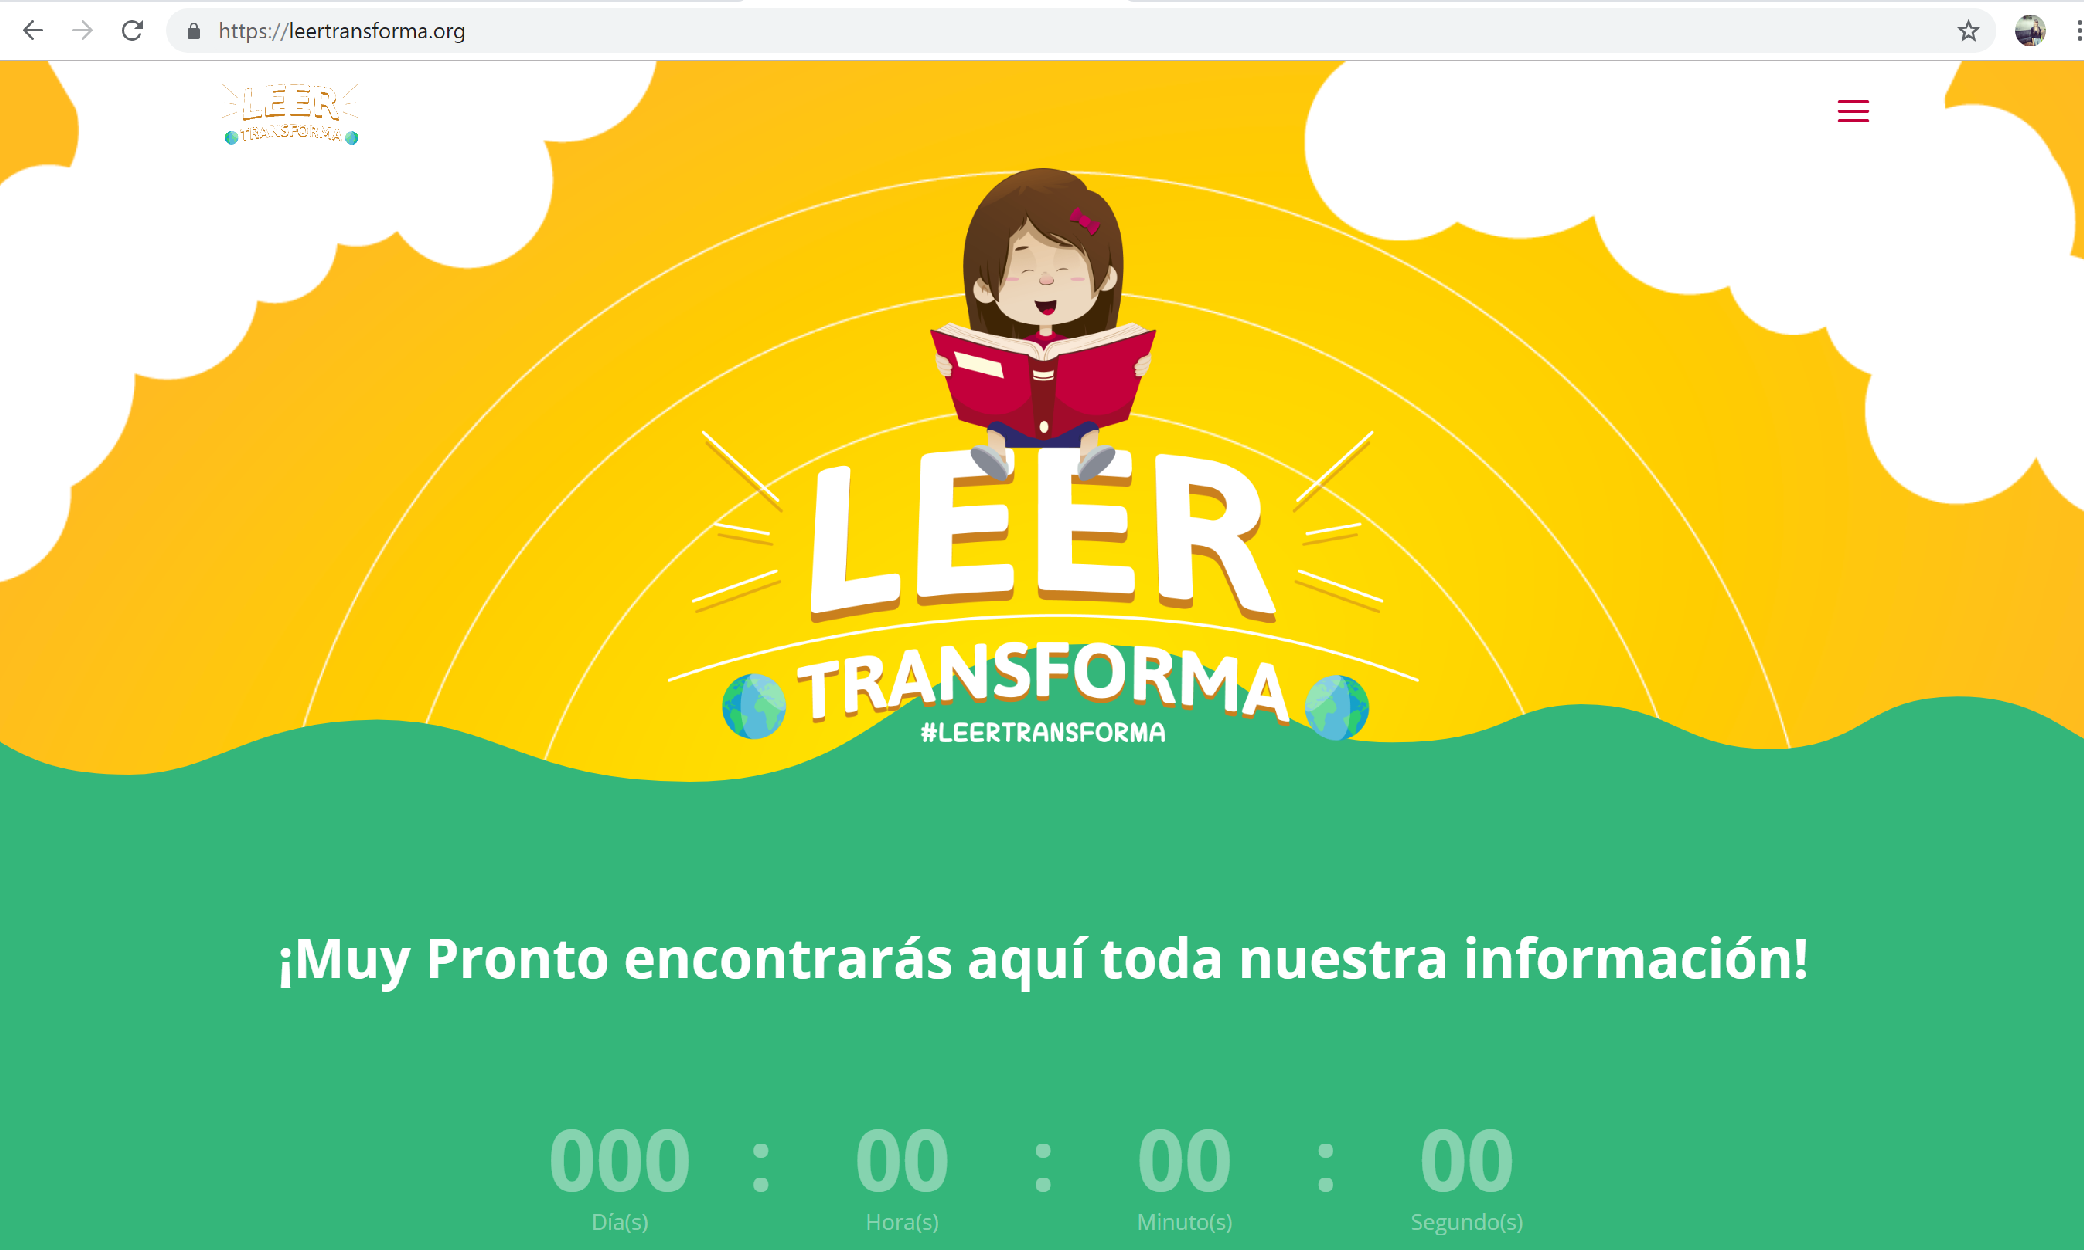 https://leertransforma.org
LEER
TRANSFORMA
LEER
TRANSFORMA
#LEERTRANSFORMA
¡Muy Pronto encontrarás aquí toda nuestra información!
000 : 00 : 00 : 00
Día(s) Hora(s) Minuto(s) Segundo(s)